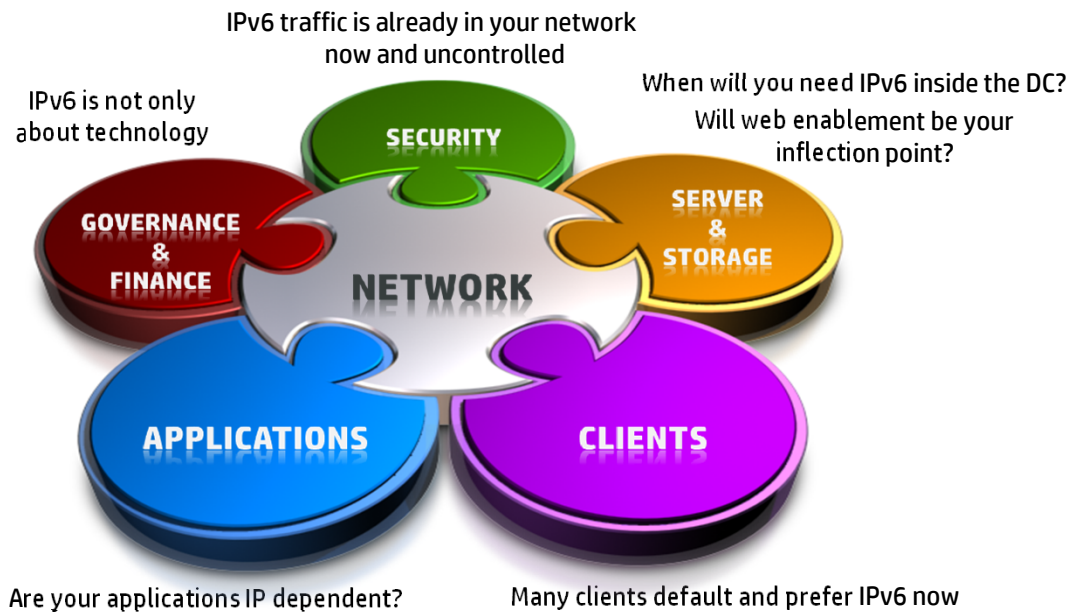 IPv6 traffic is already in your network
now and uncontrolled
When will you need IPv6 inside the DC?
Will web enablement be your
inflection point?
IPv6 is not only
about technology
SECURITY
GOVERNANCE
&
FINANCE
SERVER
&
STORAGE
NETWORK
APPLICATIONS
CLIENTS
Are your applications IP dependent?
Many clients default and prefer IPv6 now